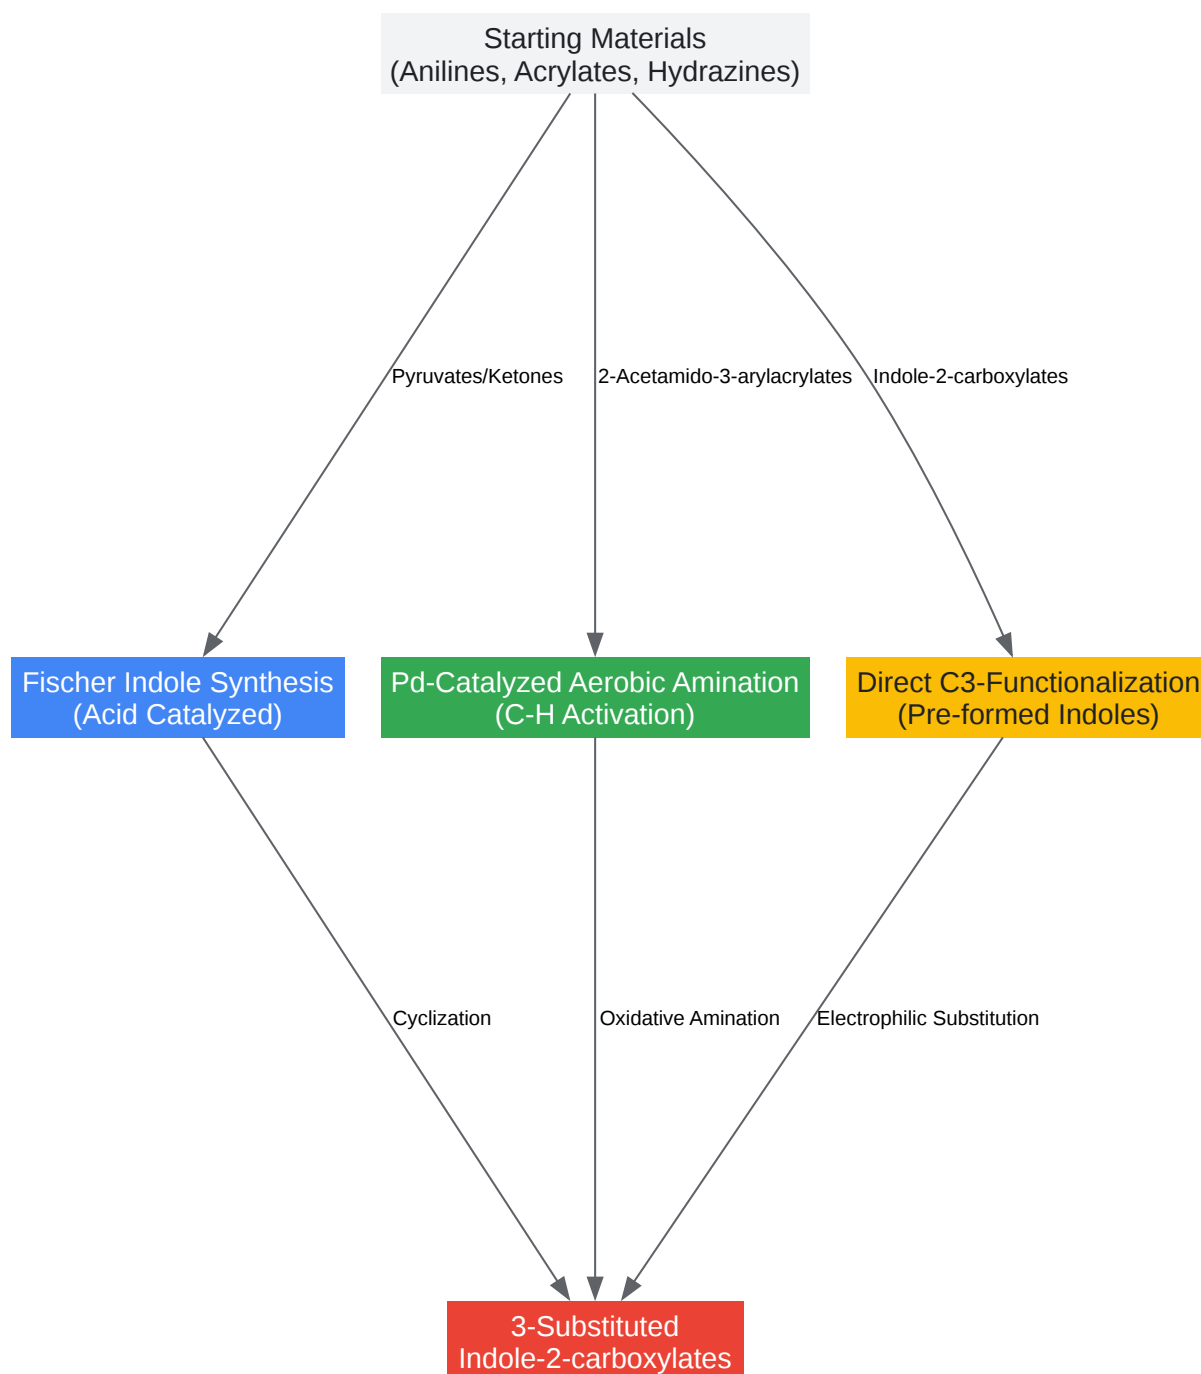 Starting Materials
(Anilines, Acrylates, Hydrazines)
Pyruvates/Ketones
2-Acetamido-3-arylacrylates
Indole-2-carboxylates
Fischer Indole Synthesis
(Acid Catalyzed)
Pd-Catalyzed Aerobic Amination
(C-H Activation)
Direct C3-Functionalization
(Pre-formed Indoles)
Cyclization
Oxidative Amination
Electrophilic Substitution
3-Substituted
Indole-2-carboxylates